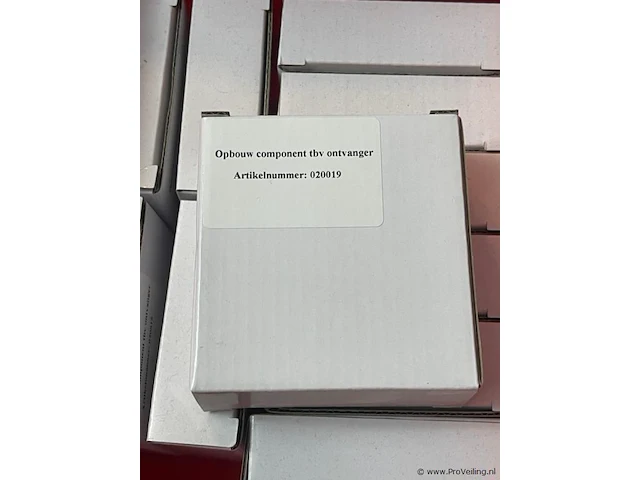 Opbouw component tbv ontvanger
Artikelnummer: 020019
© www.ProVeiling.nl